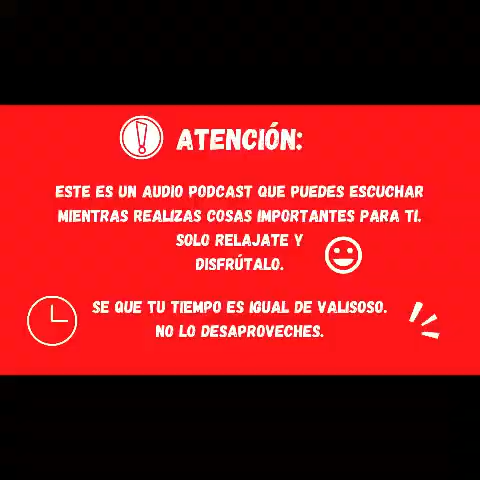 ATENCIÓN:
ESTE ES UN AUDIO PODCAST QUE PUEDES ESCUCHAR
MIENTRAS REALIZAS COSAS IMPORTANTES PARA TI.
SOLO RELAJATE Y
DISFRÚTALO.
SE QUE TU TIEMPO ES IGUAL DE VALISOSO.
NO LO DESAPROVECHES.